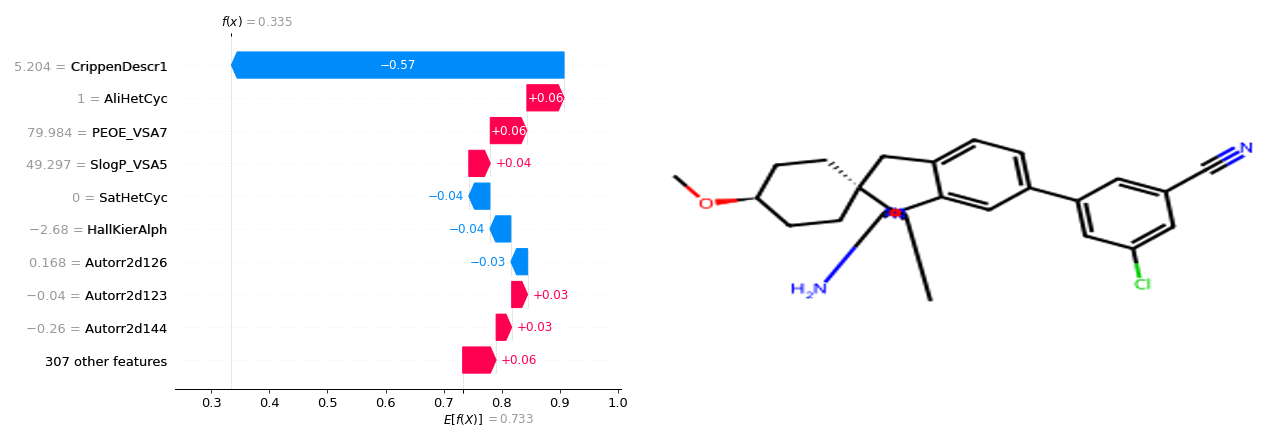 f(x) = 0.335
5.204 = CrippenDescr1
−0.57
1 = AliHetCyc
+0.06
79.984 = PEOE_VSA7
+0.06
49.297 = SlogP_VSA5
+0.04
0 = SatHetCyc
−0.04
−2.68 = HallKierAlph
−0.04
0.168 = Autorr2d126
−0.03
−0.04 = Autorr2d123
+0.03
−0.26 = Autorr2d144
+0.03
307 other features
+0.06
0.3 0.4 0.5 0.6 0.7 0.8 0.9 1.0
E[f(X)] = 0.733
N
O
H₂N
Cl